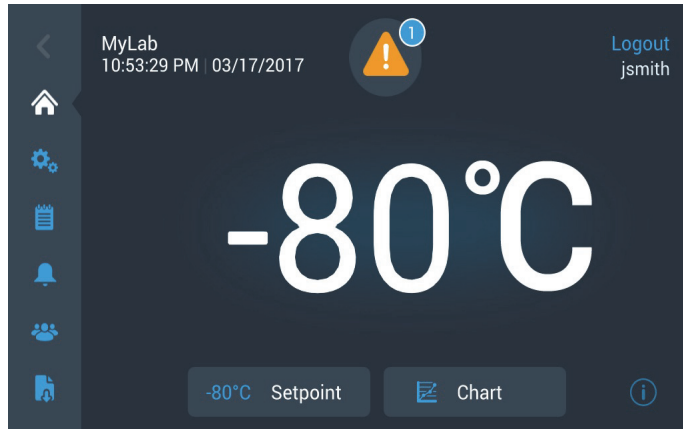 MyLab
10:53:29 PM | 03/17/2017
1
Logout
jsmith
-80°C
-80°C Setpoint
Chart